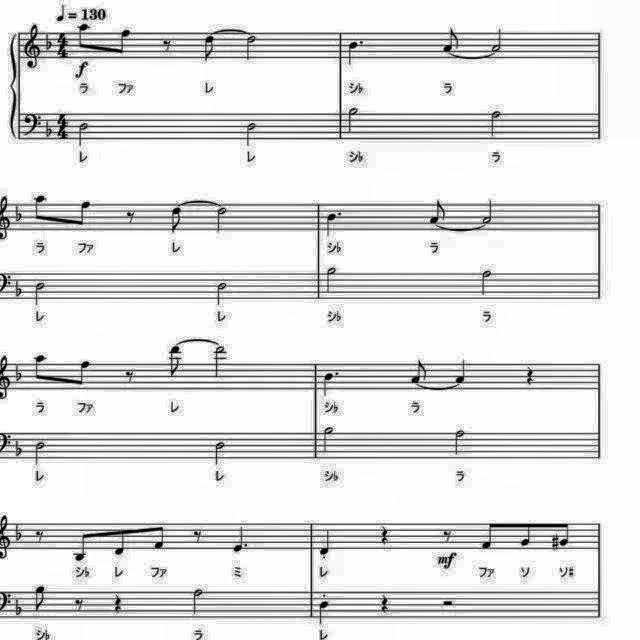 ♩= 130
f
ラ ファ レ シ♭ ラ
レ レ シ♭ ラ
ラ ファ レ シ♭ ラ
レ レ シ♭ ラ
ラ ファ レ シ♭ ラ
レ レ シ♭ ラ
mf
シ♭ レ ファ ミ レ ファ ソ ソ♯
シ♭ ラ レ